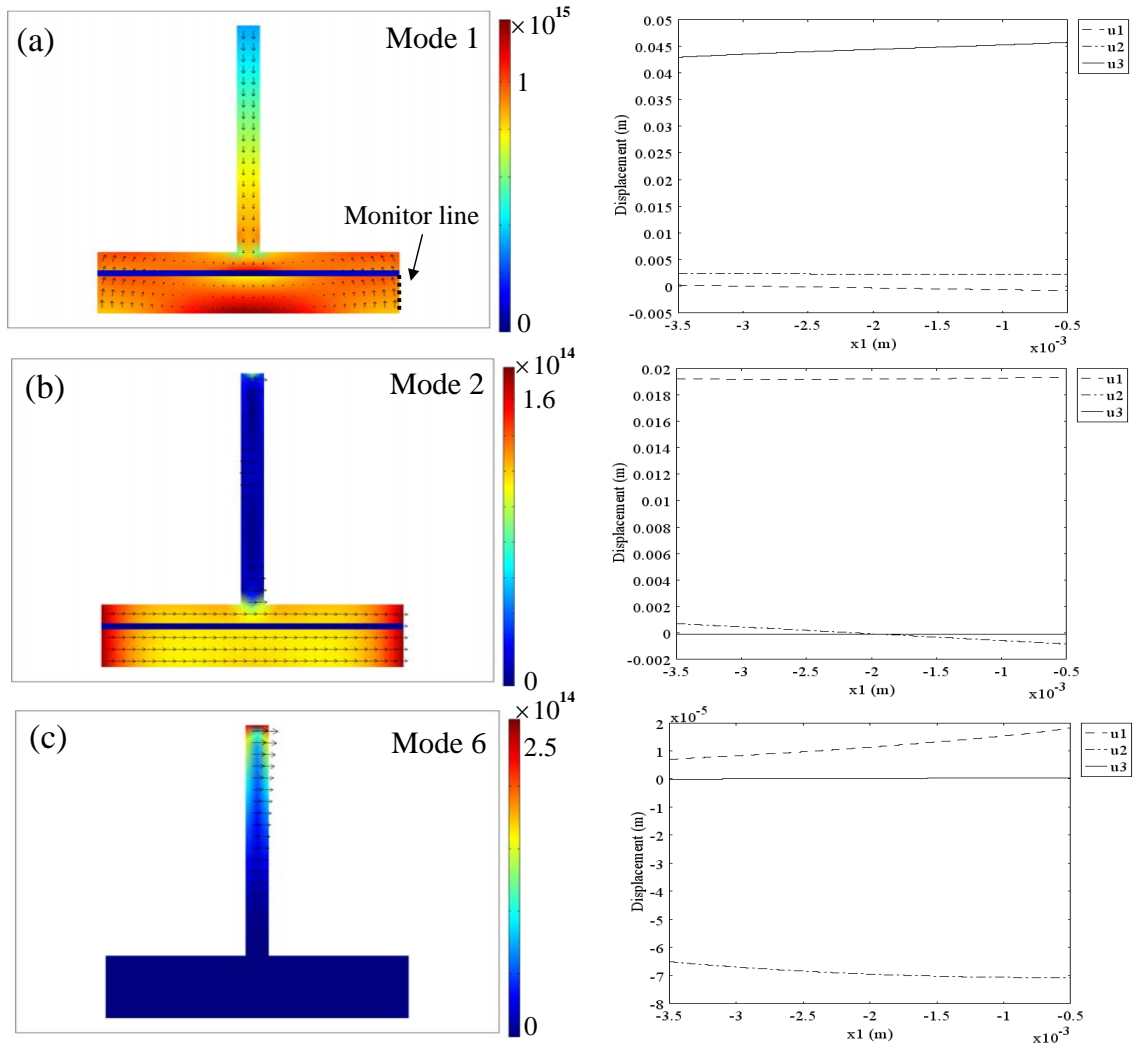 (a)
Mode 1
×10^15
1
0
Monitor line
0.05
0.045
0.04
0.035
0.03
0.025
0.02
0.015
0.01
0.005
0
-0.005
Displacement (m)
-3.5 -3 -2.5 -2 -1.5 -1 -0.5
x1 (m)
×10^-3
u1
u2
u3
(b)
Mode 2
×10^14
1.6
0
0.02
0.018
0.016
0.014
0.012
0.01
0.008
0.006
0.004
0.002
0
-0.002
Displacement (m)
-3.5 -3 -2.5 -2 -1.5 -1 -0.5
x1 (m)
×10^-3
u1
u2
u3
(c)
Mode 6
×10^14
2.5
0
×10^-5
2
1
0
-1
-2
-3
-4
-5
-6
-7
-8
Displacement (m)
-3.5 -3 -2.5 -2 -1.5 -1 -0.5
x1 (m)
×10^-3
u1
u2
u3